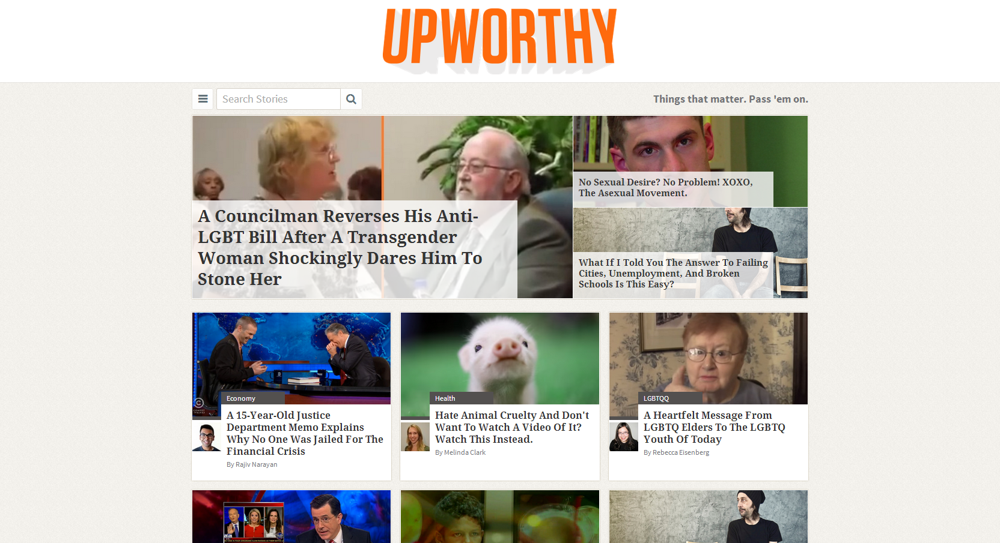 UPWORTHY
Search Stories
Things that matter. Pass 'em on.
A Councilman Reverses His Anti-
LGBT Bill After A Transgender
Woman Shockingly Dares Him To
Stone Her
No Sexual Desire? No Problem! XOXO,
The Asexual Movement.
What If I Told You The Answer To Failing
Cities, Unemployment, And Broken
Schools Is This Easy?
Economy
A 15-Year-Old Justice
Department Memo Explains
Why No One Was Jailed For The
Financial Crisis
By Rajiv Narayan
Health
Hate Animal Cruelty And Don't
Want To Watch A Video Of It?
Watch This Instead.
By Melinda Clark
LGBTQQ
A Heartfelt Message From
LGBTQ Elders To The LGBTQ
Youth Of Today
By Rebecca Eisenberg